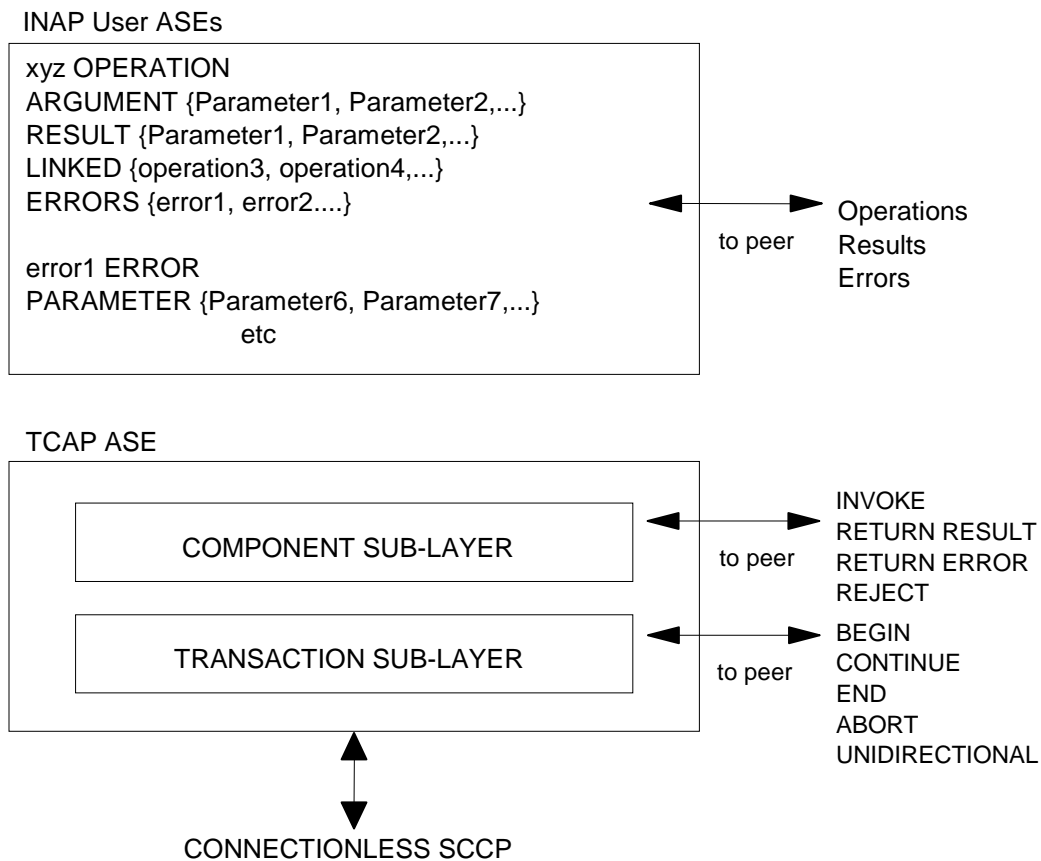 INAP User ASEs
xyz OPERATION
ARGUMENT {Parameter1, Parameter2,...}
RESULT {Parameter1, Parameter2,...}
LINKED {operation3, operation4,...}
ERRORS {error1, error2....}
error1 ERROR
PARAMETER {Parameter6, Parameter7,...}
etc
to peer
Operations
Results
Errors
TCAP ASE
COMPONENT SUB-LAYER
to peer
INVOKE
RETURN RESULT
RETURN ERROR
REJECT
TRANSACTION SUB-LAYER
to peer
BEGIN
CONTINUE
END
ABORT
UNIDIRECTIONAL
CONNECTIONLESS SCCP